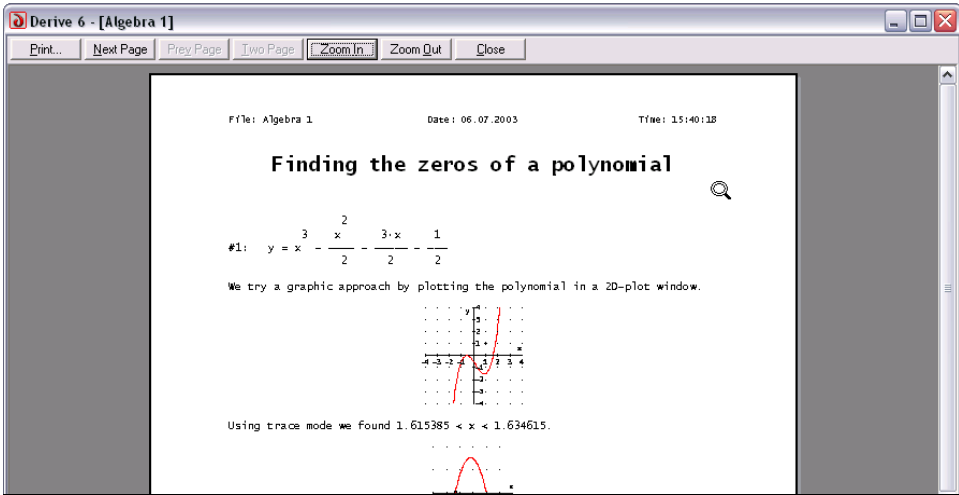 Derive 6 - [Algebra 1]
Print... Next Page Prev Page Two Page Zoom In Zoom Out Close
File: Algebra 1 Date: 06.07.2003 Time: 15:40:18
Finding the zeros of a polynomial
2
3 x 3·x 1
#1: y = x - ── - ─── - ─
2 2 2
We try a graphic approach by plotting the polynomial in a 2D-plot window.
y
x
Using trace mode we found 1.615385 < x < 1.634615.
x